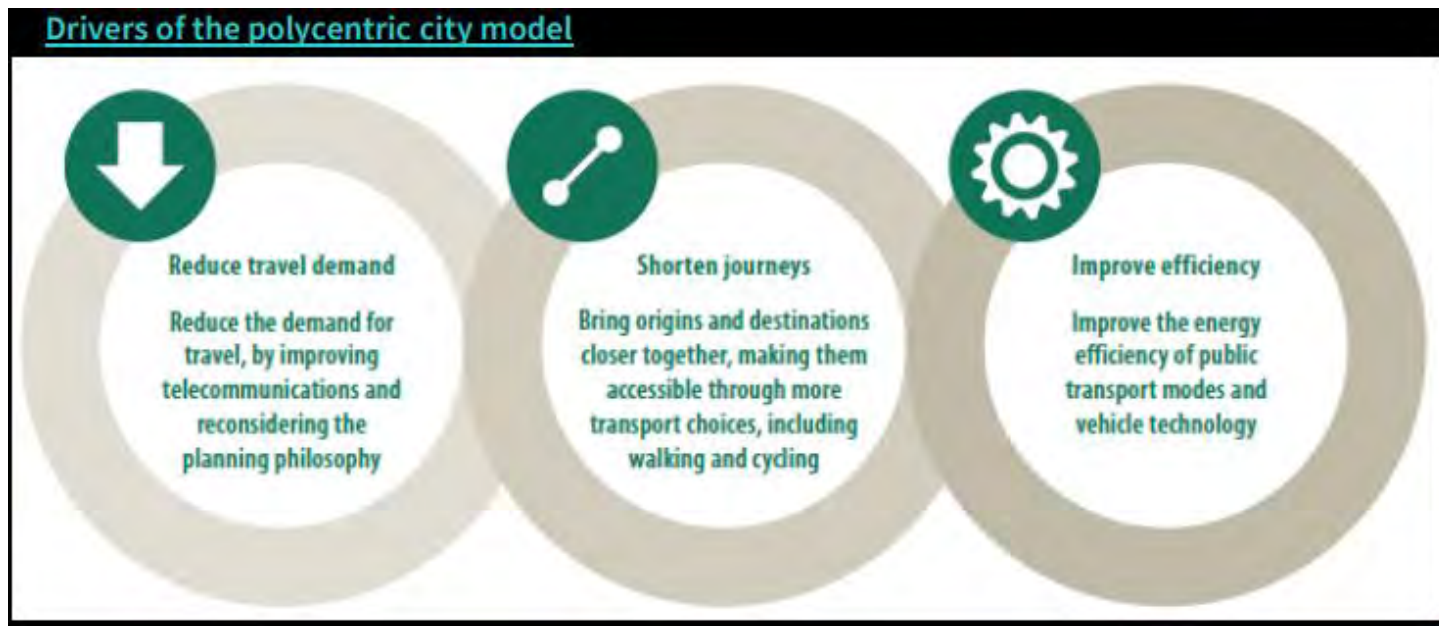 Drivers of the polycentric city model
Reduce travel demand
Reduce the demand for
travel, by improving
telecommunications and
reconsidering the
planning philosophy
Shorten journeys
Bring origins and destinations
closer together, making them
accessible through more
transport choices, including
walking and cycling
Improve efficiency
Improve the energy
efficiency of public
transport modes and
vehicle technology